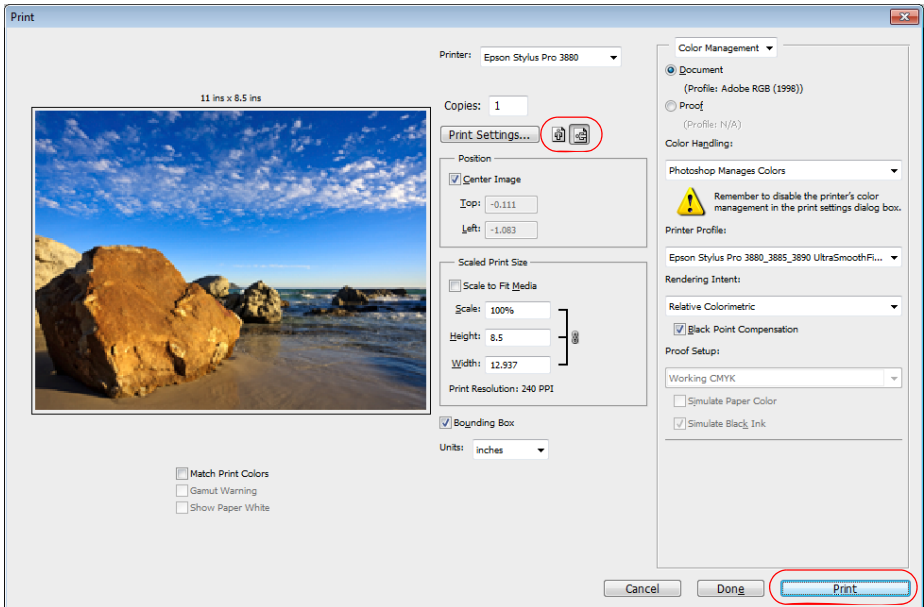 Print
11 ins x 8.5 ins
Match Print Colors
Gamut Warning
Show Paper White
Printer: Epson Stylus Pro 3880
Copies: 1
Print Settings...
Position
Center Image
Top: -0.111
Left: -1.083
Scaled Print Size
Scale to Fit Media
Scale: 100%
Height: 8.5
Width: 12.937
Print Resolution: 240 PPI
Bounding Box
Units: inches
Color Management
Document
(Profile: Adobe RGB (1998))
Proof
(Profile: N/A)
Color Handling:
Photoshop Manages Colors
Remember to disable the printer's color
management in the print settings dialog box.
Printer Profile:
Epson Stylus Pro 3880_3885_3890 UltraSmoothFi...
Rendering Intent:
Relative Colorimetric
Black Point Compensation
Proof Setup:
Working CMYK
Simulate Paper Color
Simulate Black Ink
Cancel
Done
Print